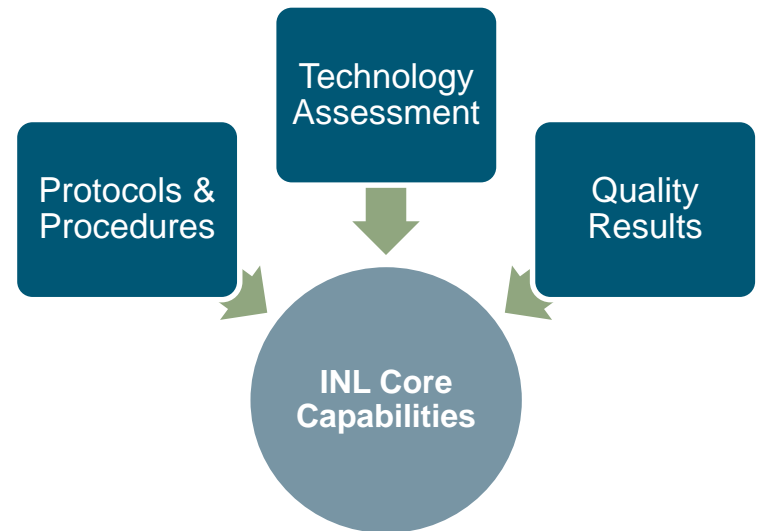 Technology
Assessment
Protocols &
Procedures
Quality
Results
INL Core
Capabilities